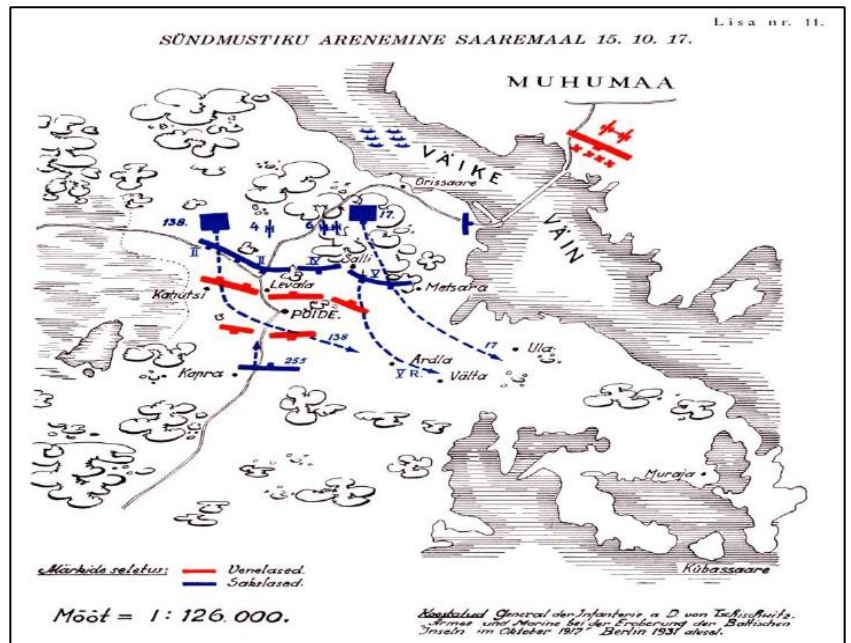 Lisa nr. 11.
SÜNDMUSTIKU ARENEMINE SAAREMAAL 15. 10. 17.
MUHUMAA
VÄIKE
VÄIN
Orissaare
138.
4
6
17.
II
II
IV
Salli
V
Metsara
Kahutsi
Levala
PÖIDE.
138
17
Ula
255
Ardla
V R.
Välta
Kopra
Muraja
Kübassaare
Märkide seletus:
Venelased.
Sakslased.
Mõõt = 1:126.000.
Koostatud General der Infanterie a D von Tschischwitz.
"Armee und Marine bei der Eroberung der Baltischen
Inseln im Oktober 1917" Berlin 1931 alusel.